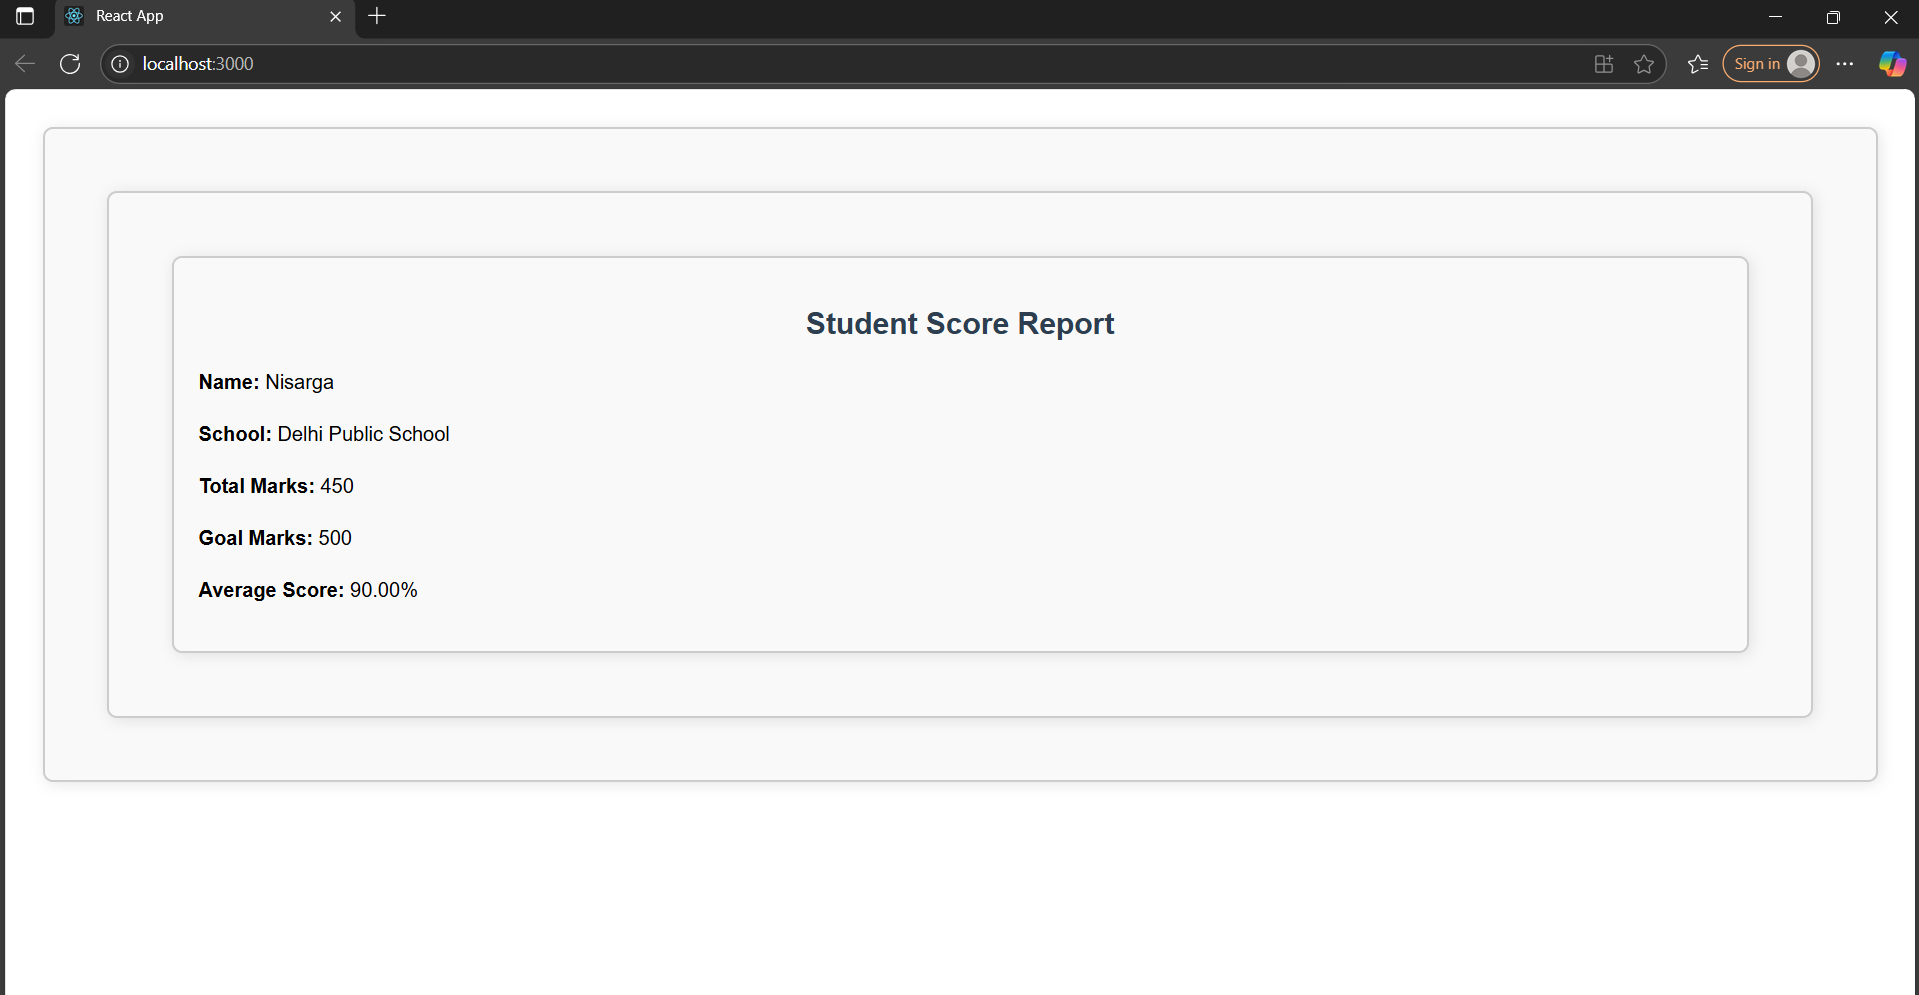 React App
localhost:3000
Sign in
Student Score Report
Name: Nisarga
School: Delhi Public School
Total Marks: 450
Goal Marks: 500
Average Score: 90.00%